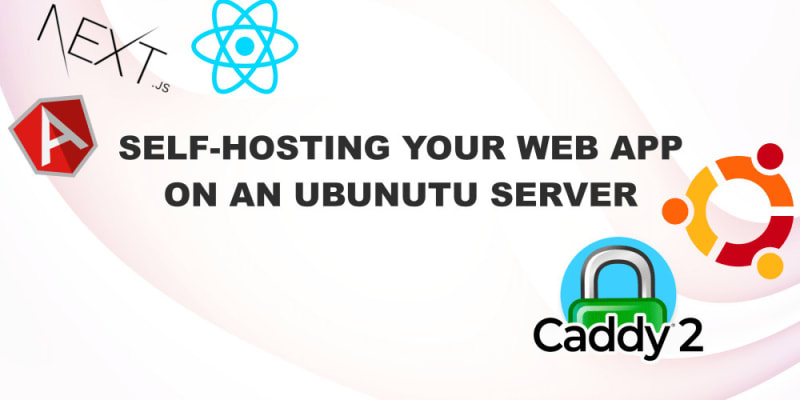 NEXT.JS
A
SELF-HOSTING YOUR WEB APP
ON AN UBUNUTU SERVER
Caddy 2